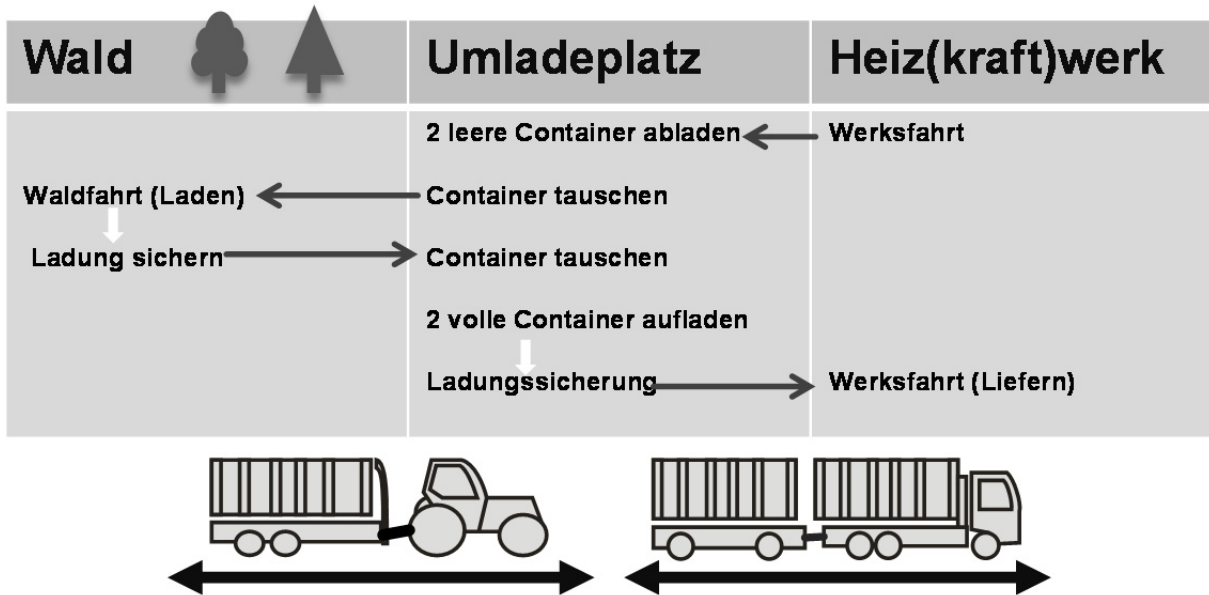 Wald
Umladeplatz
Heiz(kraft)werk
2 leere Container abladen
Werksfahrt
Waldfahrt (Laden)
Container tauschen
Ladung sichern
Container tauschen
2 volle Container aufladen
Ladungssicherung
Werksfahrt (Liefern)